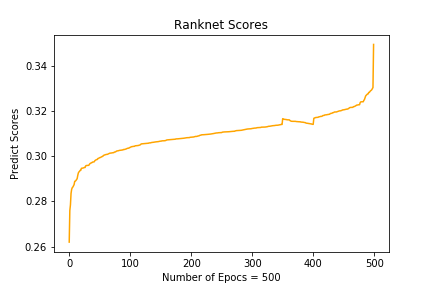 Ranknet Scores
Predict Scores
0.34
0.32
0.30
0.28
0.26
0 100 200 300 400 500
Number of Epocs = 500